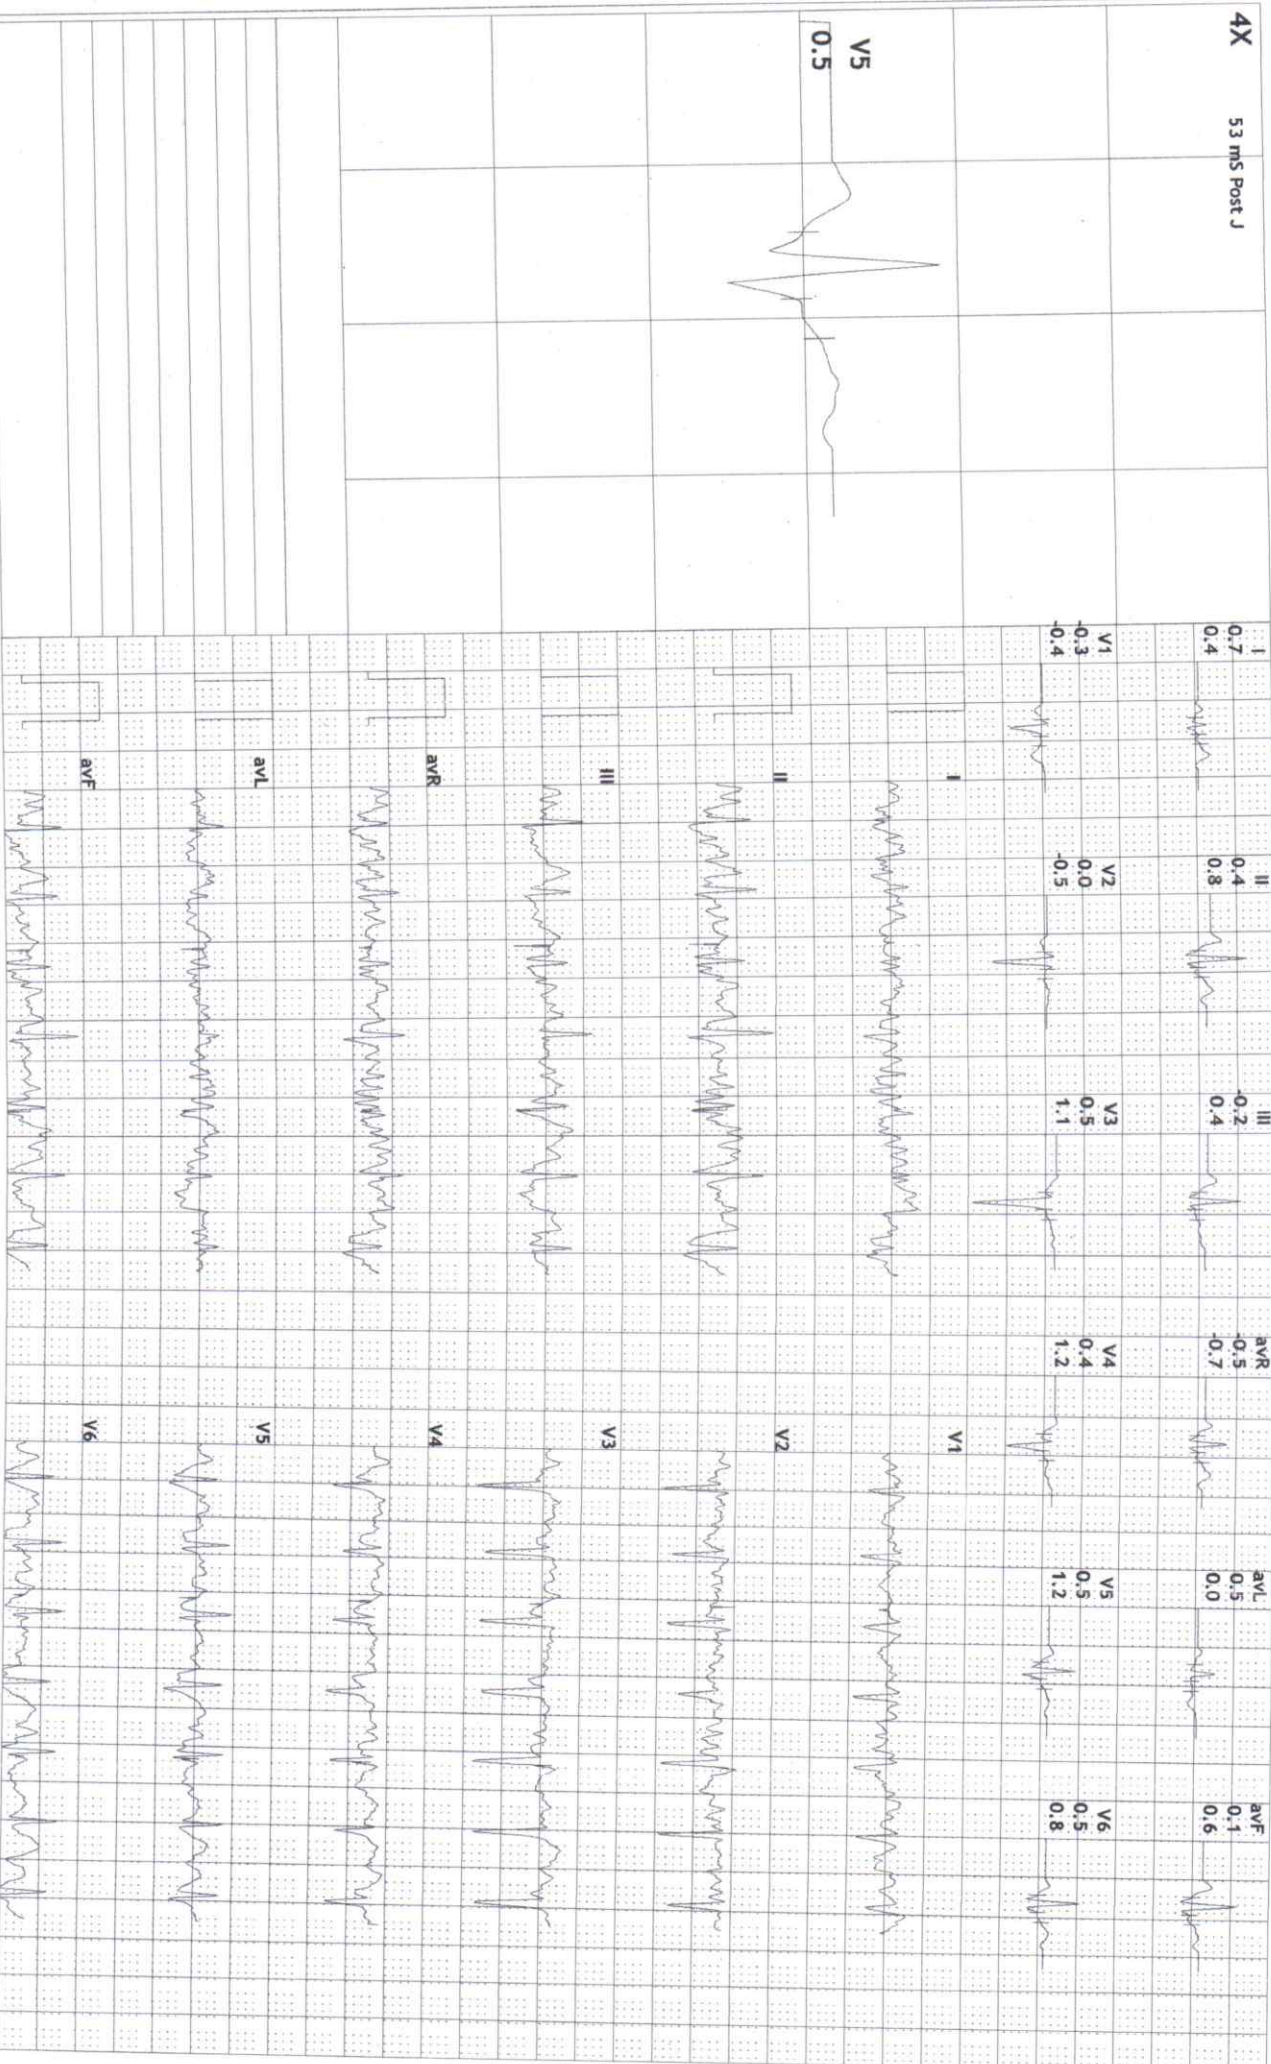 4X 53 mS Post J
I II III avR avL avF
0.7 0.4 -0.2 -0.5 0.5 0.1
0.4 0.8 0.4 -0.7 0.0 0.6
V1 V2 V3 V4 V5 V6
-0.3 0.0 0.5 0.4 0.5 0.5
-0.4 -0.5 1.1 1.2 1.2 0.8
V5
0.5
I V1
II V2
III V3
avR V4
avL V5
avF V6